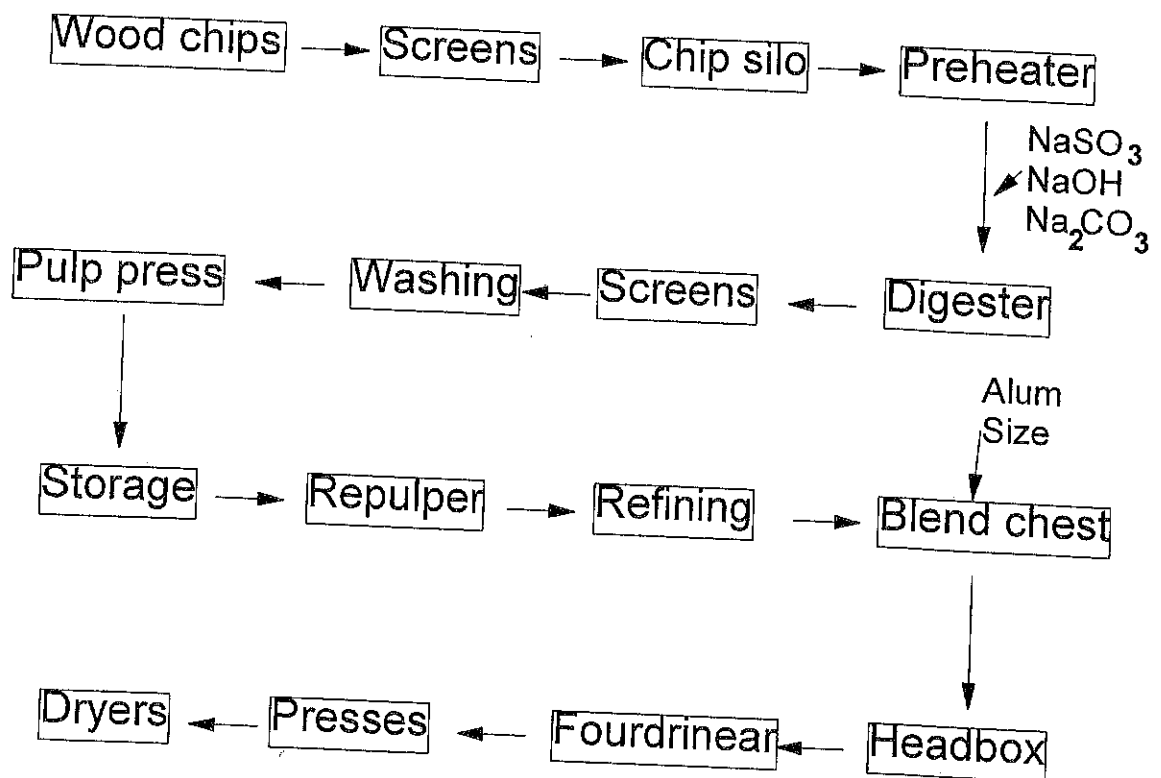 Wood chips
Screens
Chip silo
Preheater
NaSO3
NaOH
Na2CO3
Pulp press
Washing
Screens
Digester
Alum
Size
Storage
Repulper
Refining
Blend chest
Dryers
Presses
Fourdrinear
Headbox